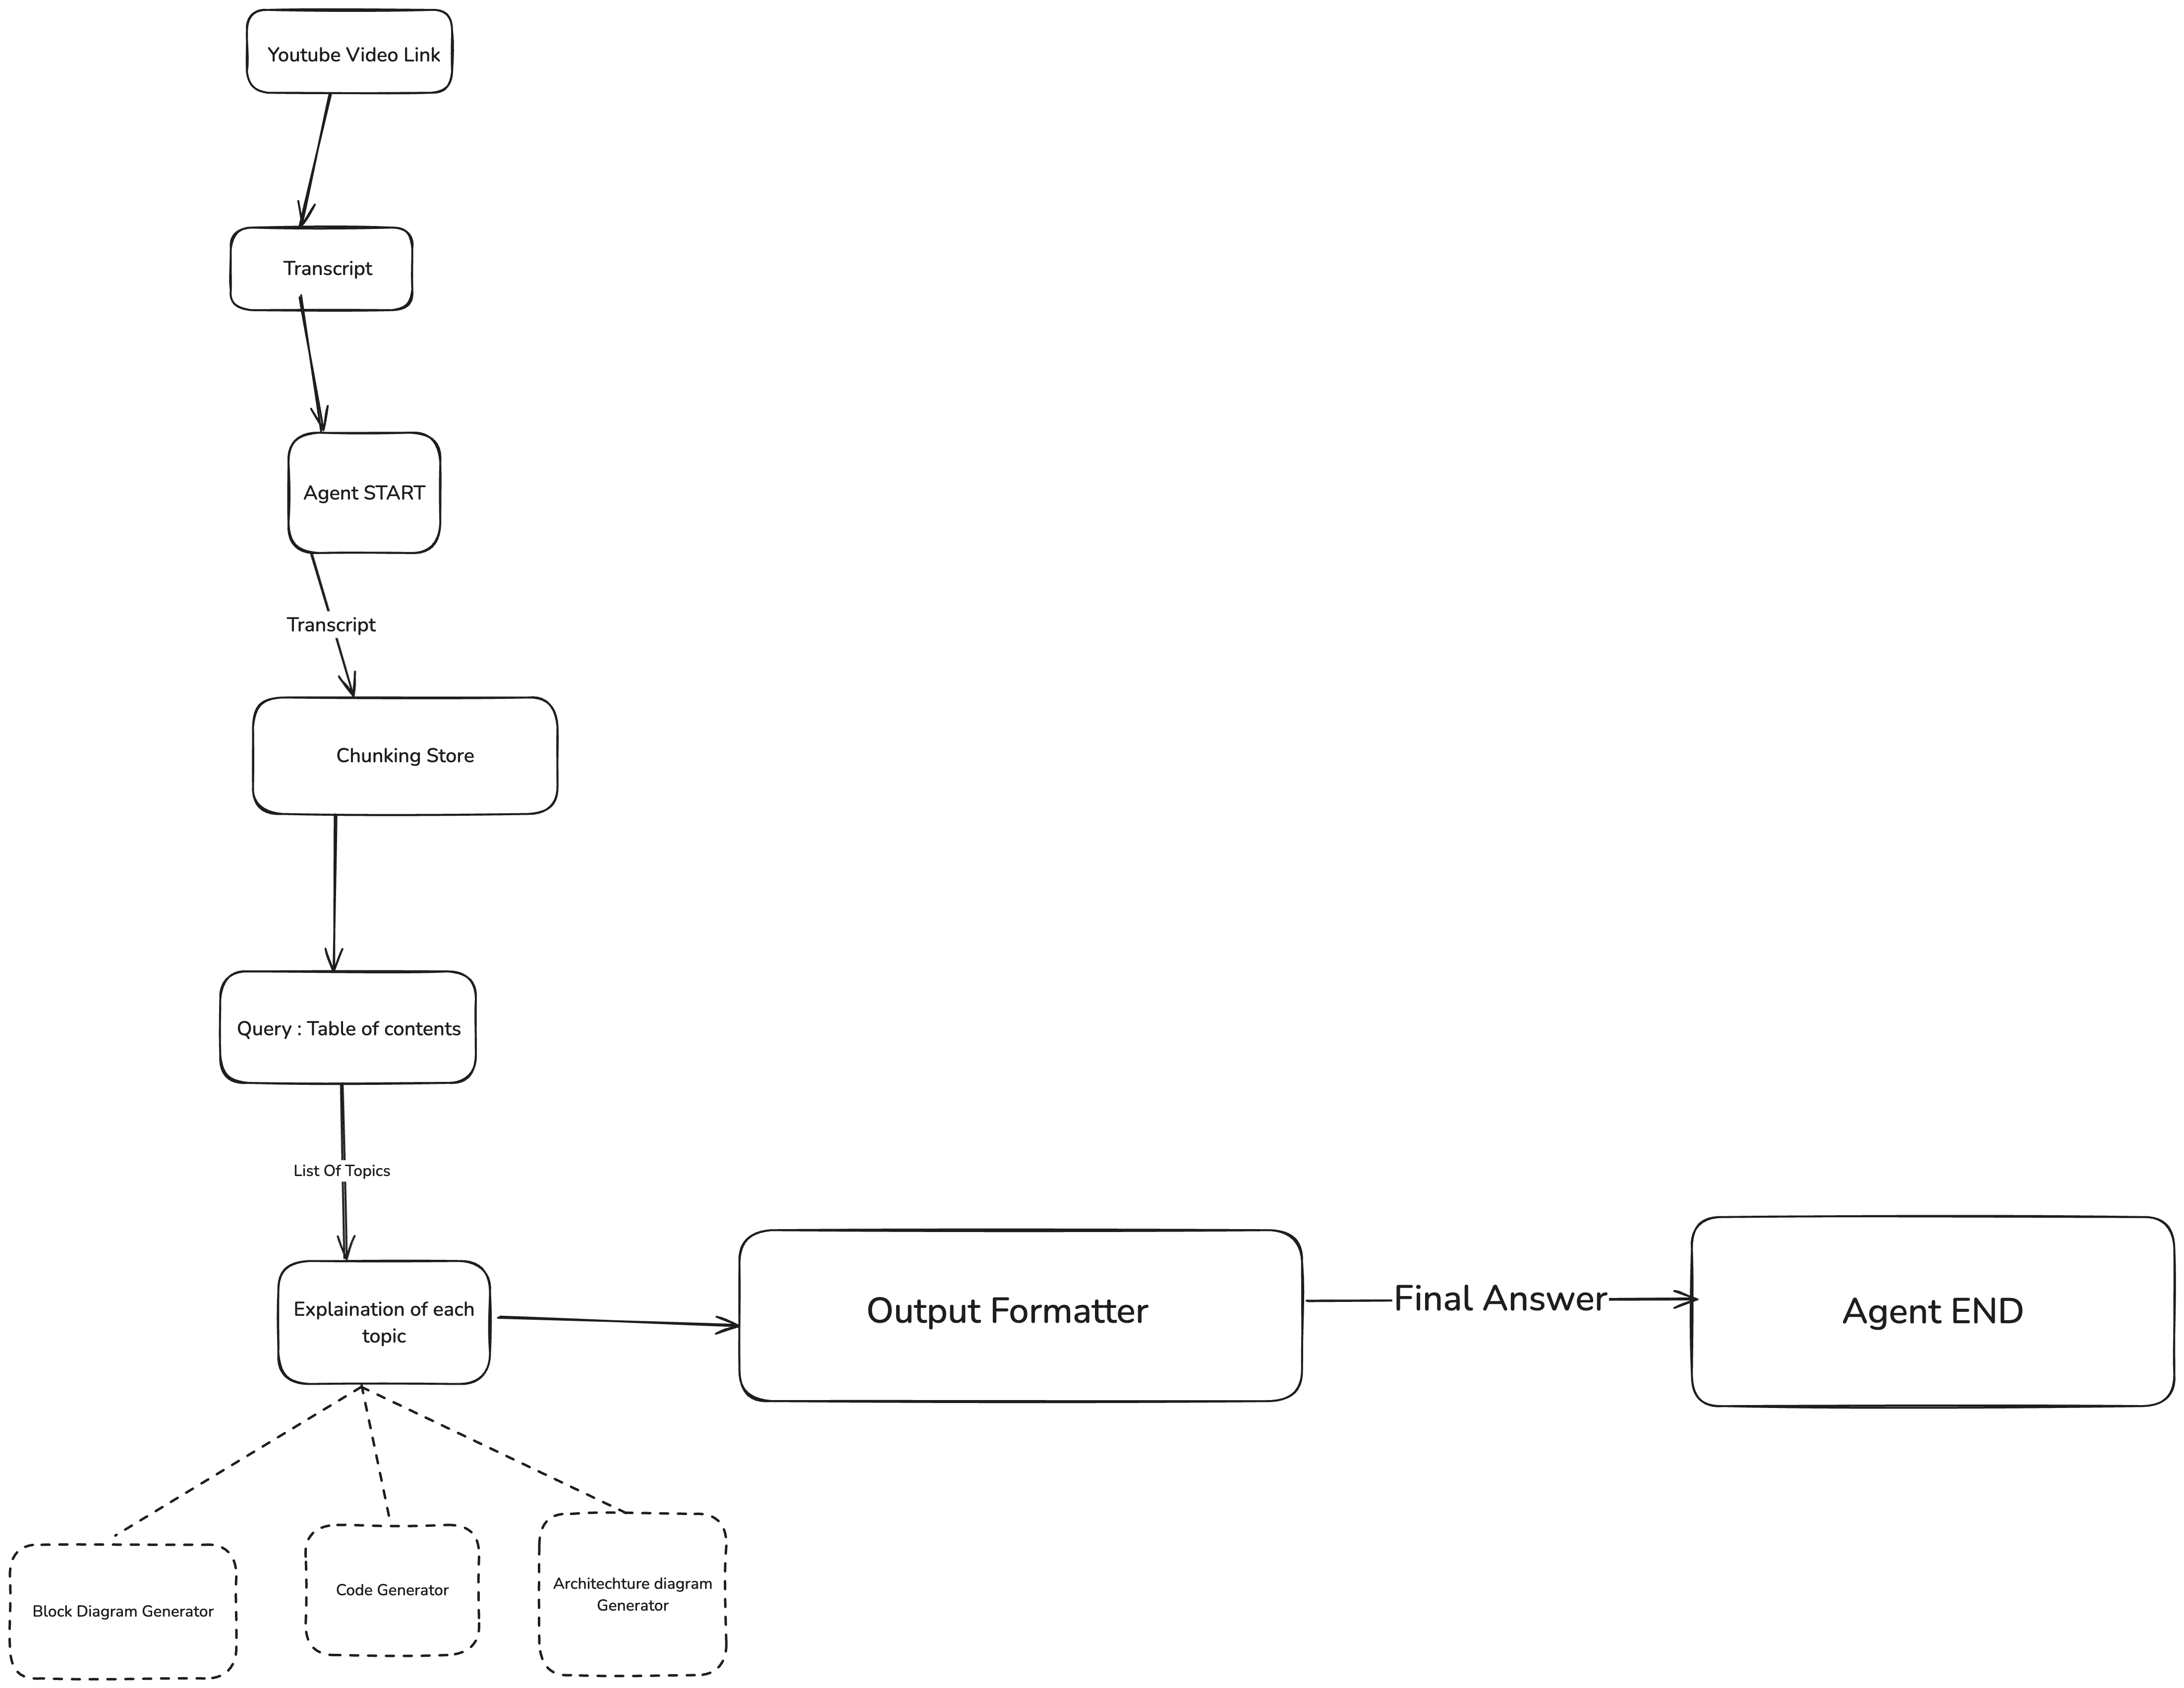 Youtube Video Link
Transcript
Agent START
Transcript
Chunking Store
Query : Table of contents
List Of Topics
Explaination of each
topic
Output Formatter
Final Answer
Agent END
Block Diagram Generator
Code Generator
Architechture diagram
Generator